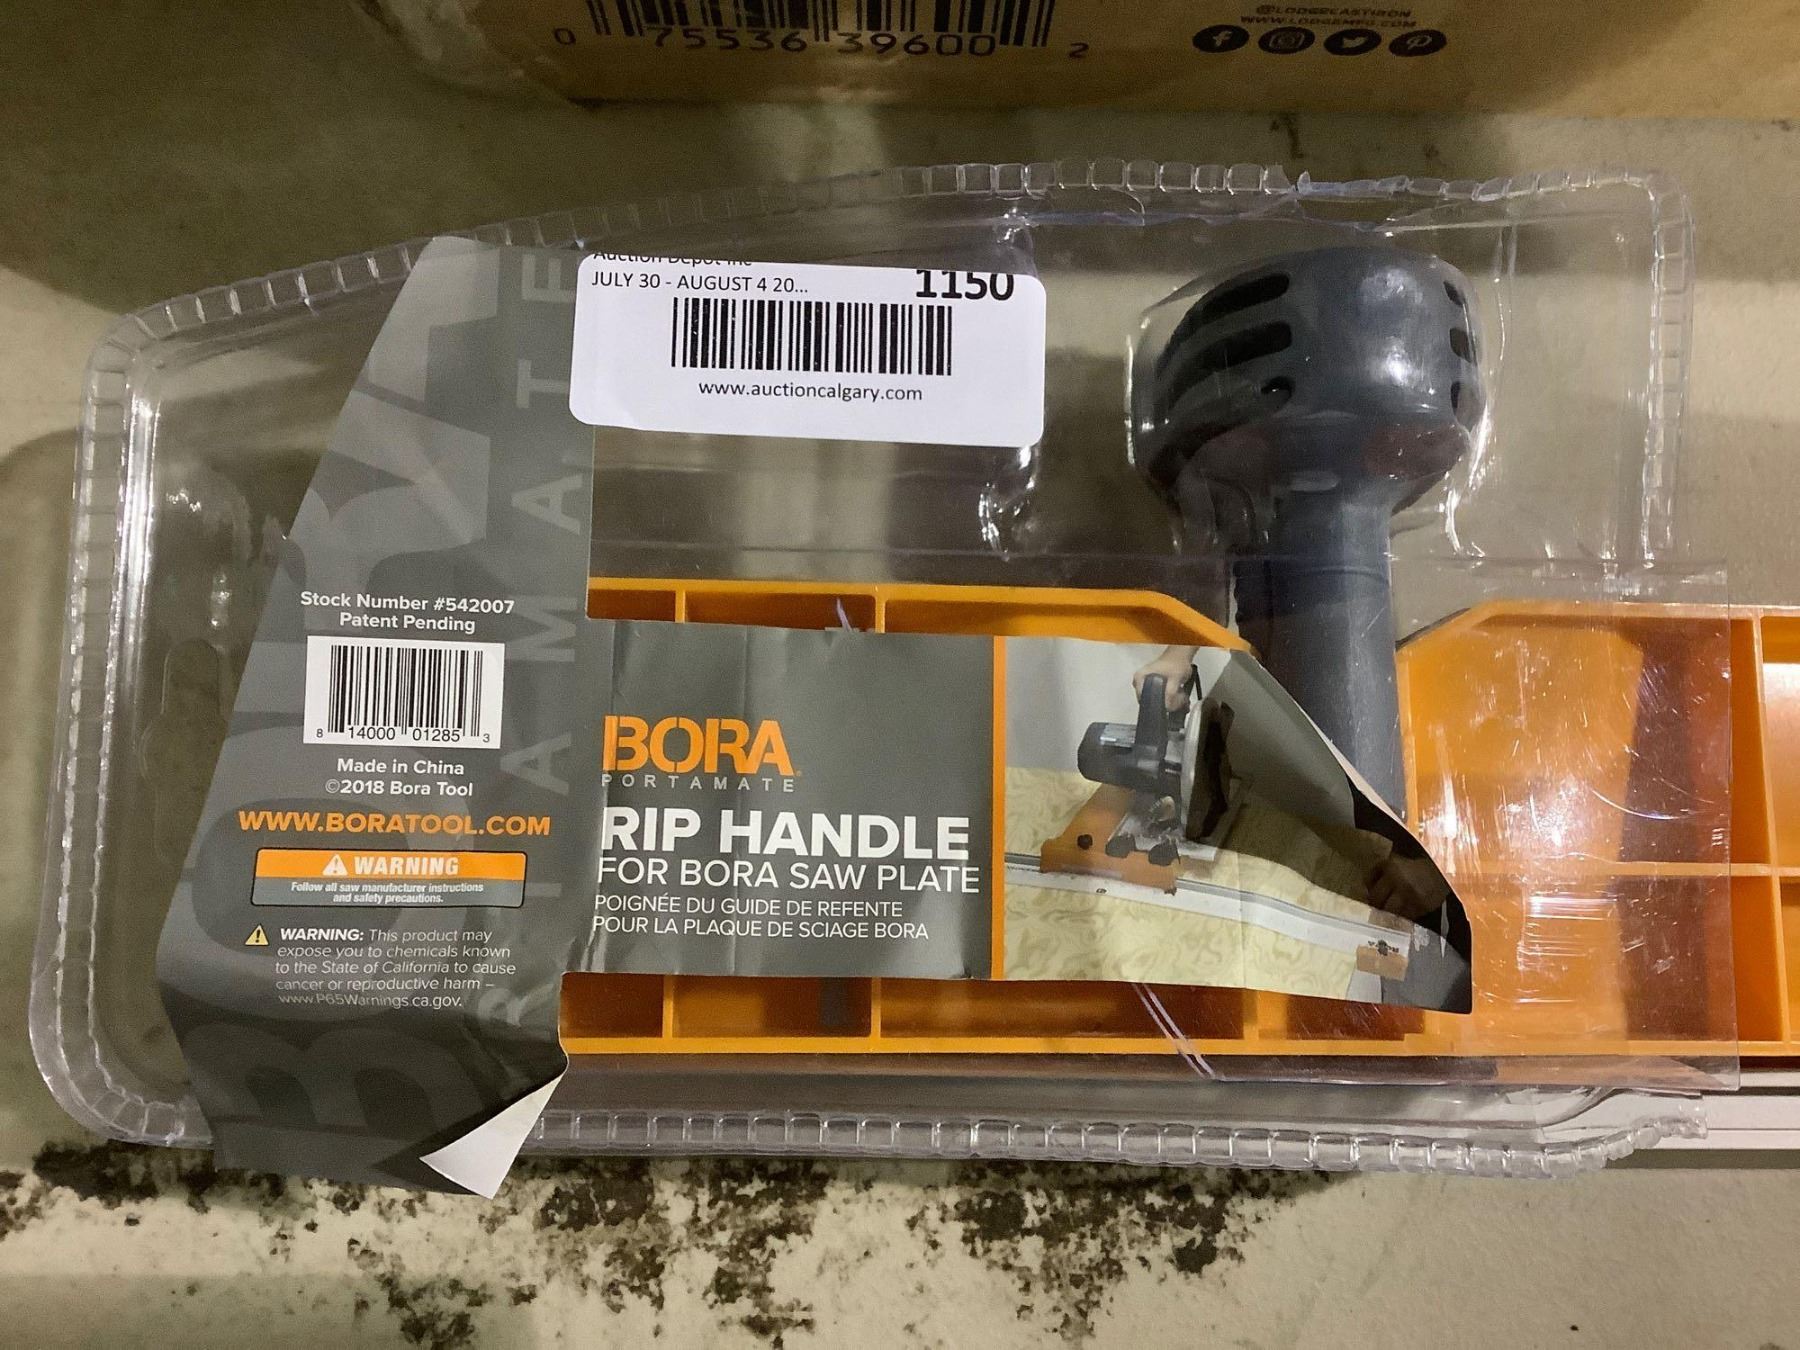 @LODGECASTIRON
WWW.LODGEMFG.COM
0 75536 39600 2
Auction Depot Inc
JULY 30 - AUGUST 4 20...
1150
www.auctioncalgary.com
Stock Number #542007
Patent Pending
8 14000 01285 3
Made in China
©2018 Bora Tool
WWW.BORATOOL.COM
WARNING
Follow all saw manufacturer instructions
and safety precautions.
WARNING: This product may
expose you to chemicals known
to the State of California to cause
cancer or reproductive harm –
www.P65Warnings.ca.gov.
BORA
PORTAMATE
RIP HANDLE
FOR BORA SAW PLATE
POIGNÉE DU GUIDE DE REFENTE
POUR LA PLAQUE DE SCIAGE BORA